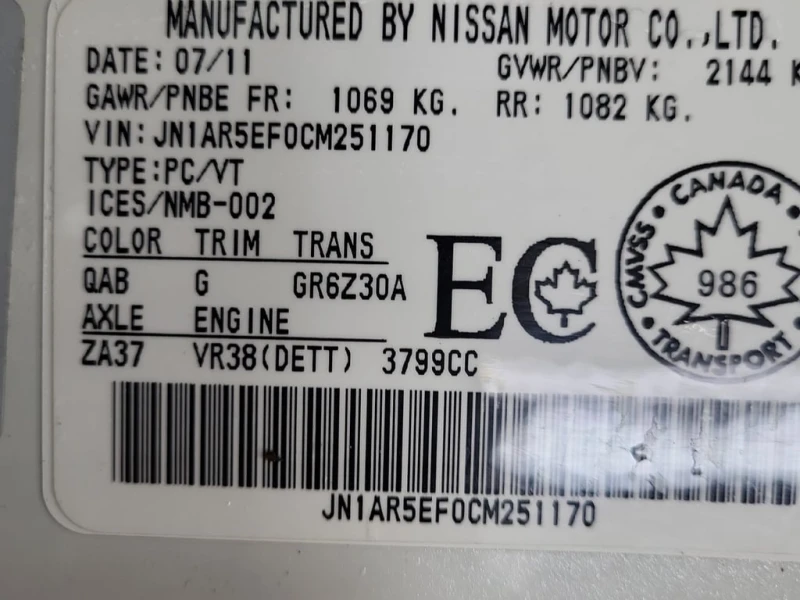 MANUFACTURED BY NISSAN MOTOR CO.,LTD.
DATE: 07/11 GVWR/PNBV: 2144 K
GAWR/PNBE FR: 1069 KG. RR: 1082 KG.
VIN: JN1AR5EF0CM251170
TYPE:PC/VT
ICES/NMB-002
COLOR TRIM TRANS
QAB G GR6Z30A
AXLE ENGINE
ZA37 VR38(DETT) 3799CC
EC
CANADA
CMVSS
986
TRANSPORT
JN1AR5EF0CM251170